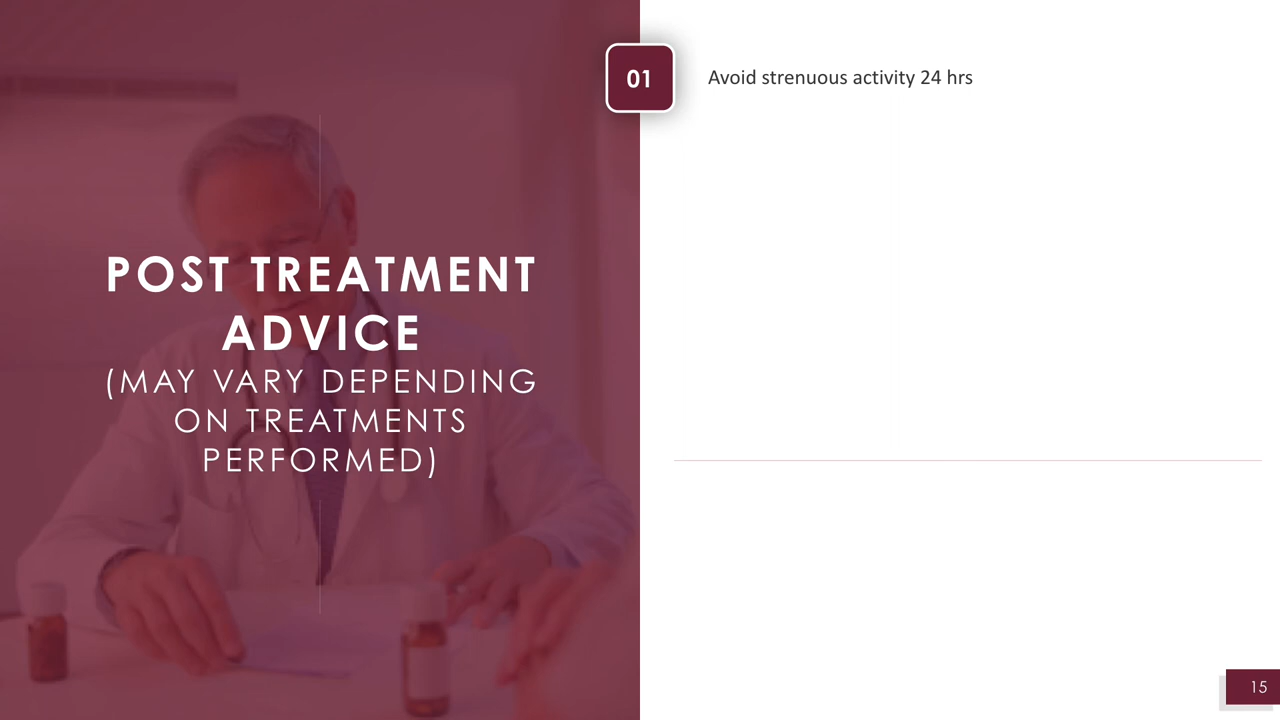 POST TREATMENT
ADVICE
(MAY VARY DEPENDING
ON TREATMENTS
PERFORMED)
01
Avoid strenuous activity 24 hrs
15